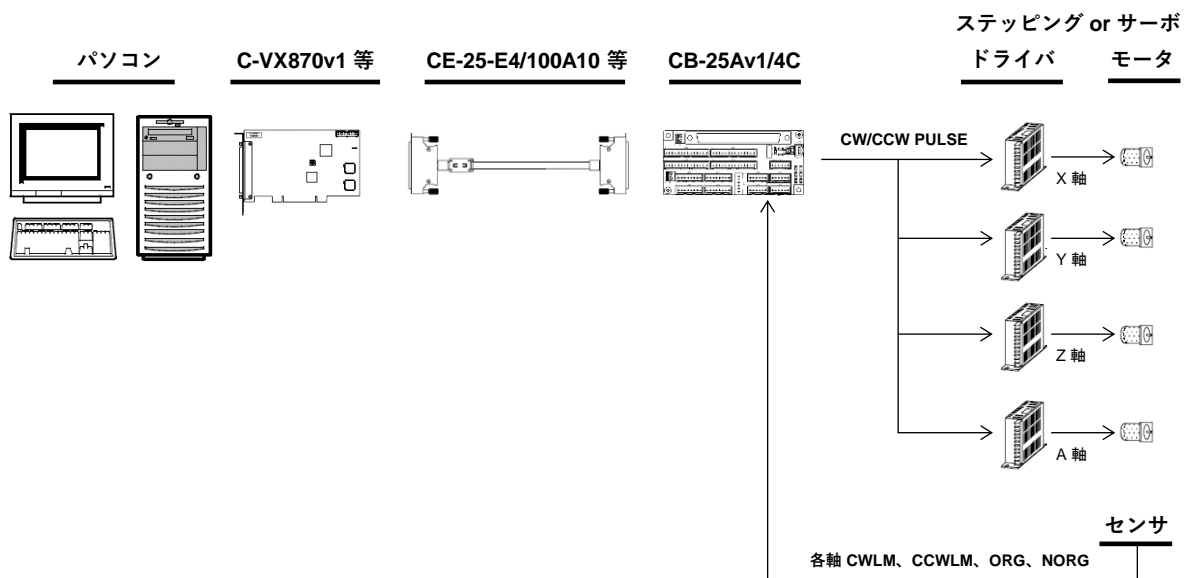 ステッピング or サーボ
パソコン
C-VX870v1 等
CE-25-E4/100A10 等
CB-25Av1/4C
ドライバ
モータ
CW/CCW PULSE
X 軸
Y 軸
Z 軸
A 軸
センサ
各軸 CWLM、CCWLM、ORG、NORG